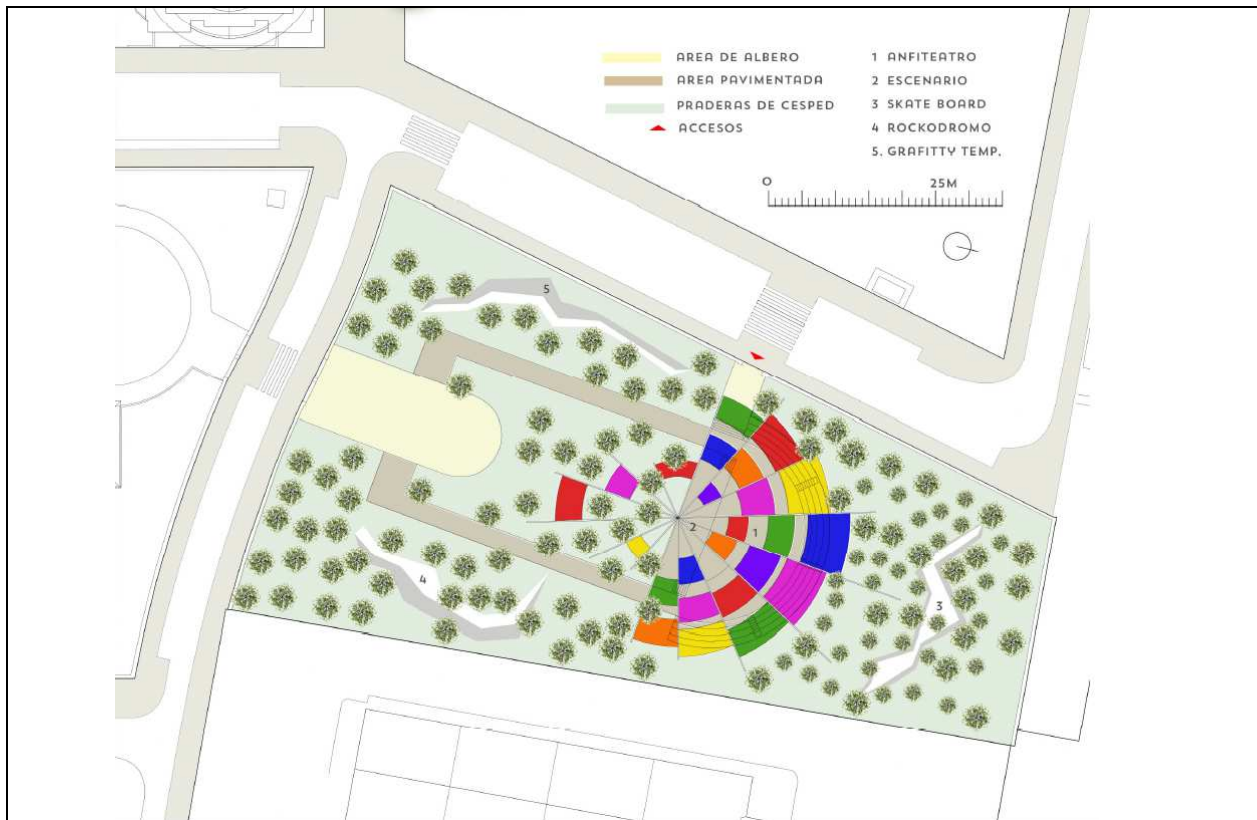 AREA DE ALBERO
AREA PAVIMENTADA
PRADERAS DE CESPED
ACCESOS
1 ANFITEATRO
2 ESCENARIO
3 SKATE BOARD
4 ROCKODROMO
5. GRAFITTY TEMP.
0 25M
5
2
1
4
3